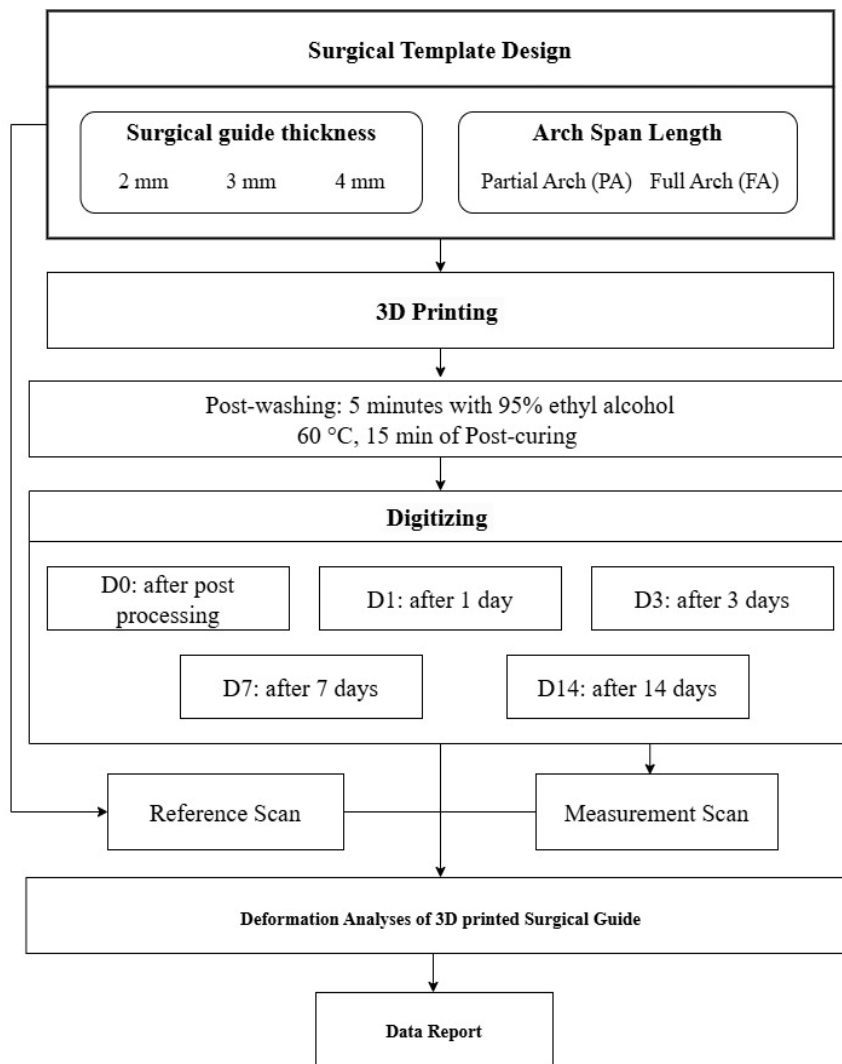 Surgical Template Design
Surgical guide thickness
2 mm 3 mm 4 mm
Arch Span Length
Partial Arch (PA) Full Arch (FA)
3D Printing
Post-washing: 5 minutes with 95% ethyl alcohol
60 °C, 15 min of Post-curing
Digitizing
D0: after post
processing
D1: after 1 day
D3: after 3 days
D7: after 7 days
D14: after 14 days
Reference Scan
Measurement Scan
Deformation Analyses of 3D printed Surgical Guide
Data Report